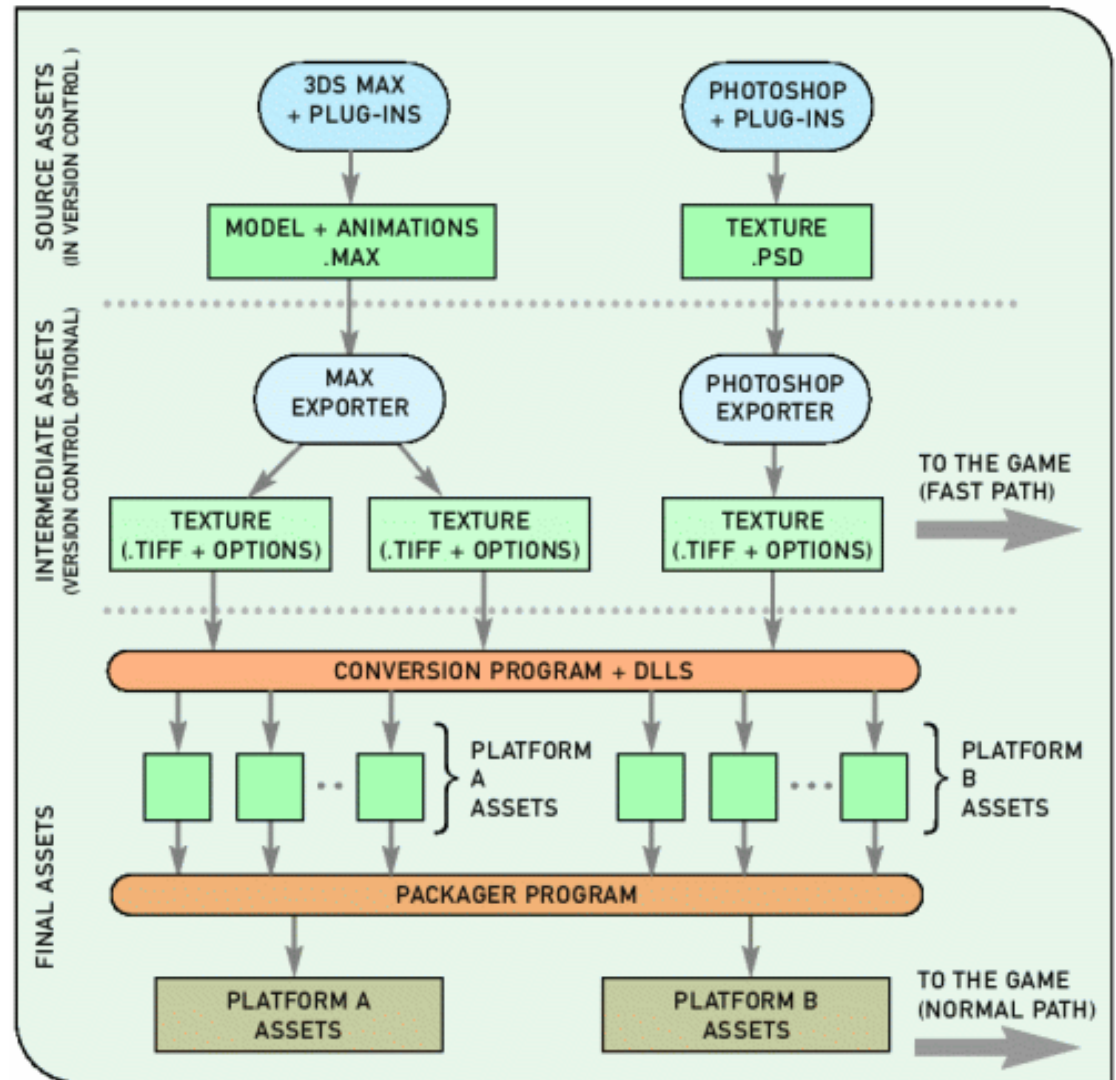 SOURCE ASSETS
(IN VERSION CONTROL)
3DS MAX
+ PLUG-INS
PHOTOSHOP
+ PLUG-INS
MODEL + ANIMATIONS
.MAX
TEXTURE
.PSD
INTERMEDIATE ASSETS
(VERSION CONTROL OPTIONAL)
MAX
EXPORTER
PHOTOSHOP
EXPORTER
TEXTURE
(.TIFF + OPTIONS)
TEXTURE
(.TIFF + OPTIONS)
TEXTURE
(.TIFF + OPTIONS)
TO THE GAME
(FAST PATH)
FINAL ASSETS
CONVERSION PROGRAM + DLLS
PLATFORM
A
ASSETS
PLATFORM
B
ASSETS
PACKAGER PROGRAM
PLATFORM A
ASSETS
PLATFORM B
ASSETS
TO THE GAME
(NORMAL PATH)